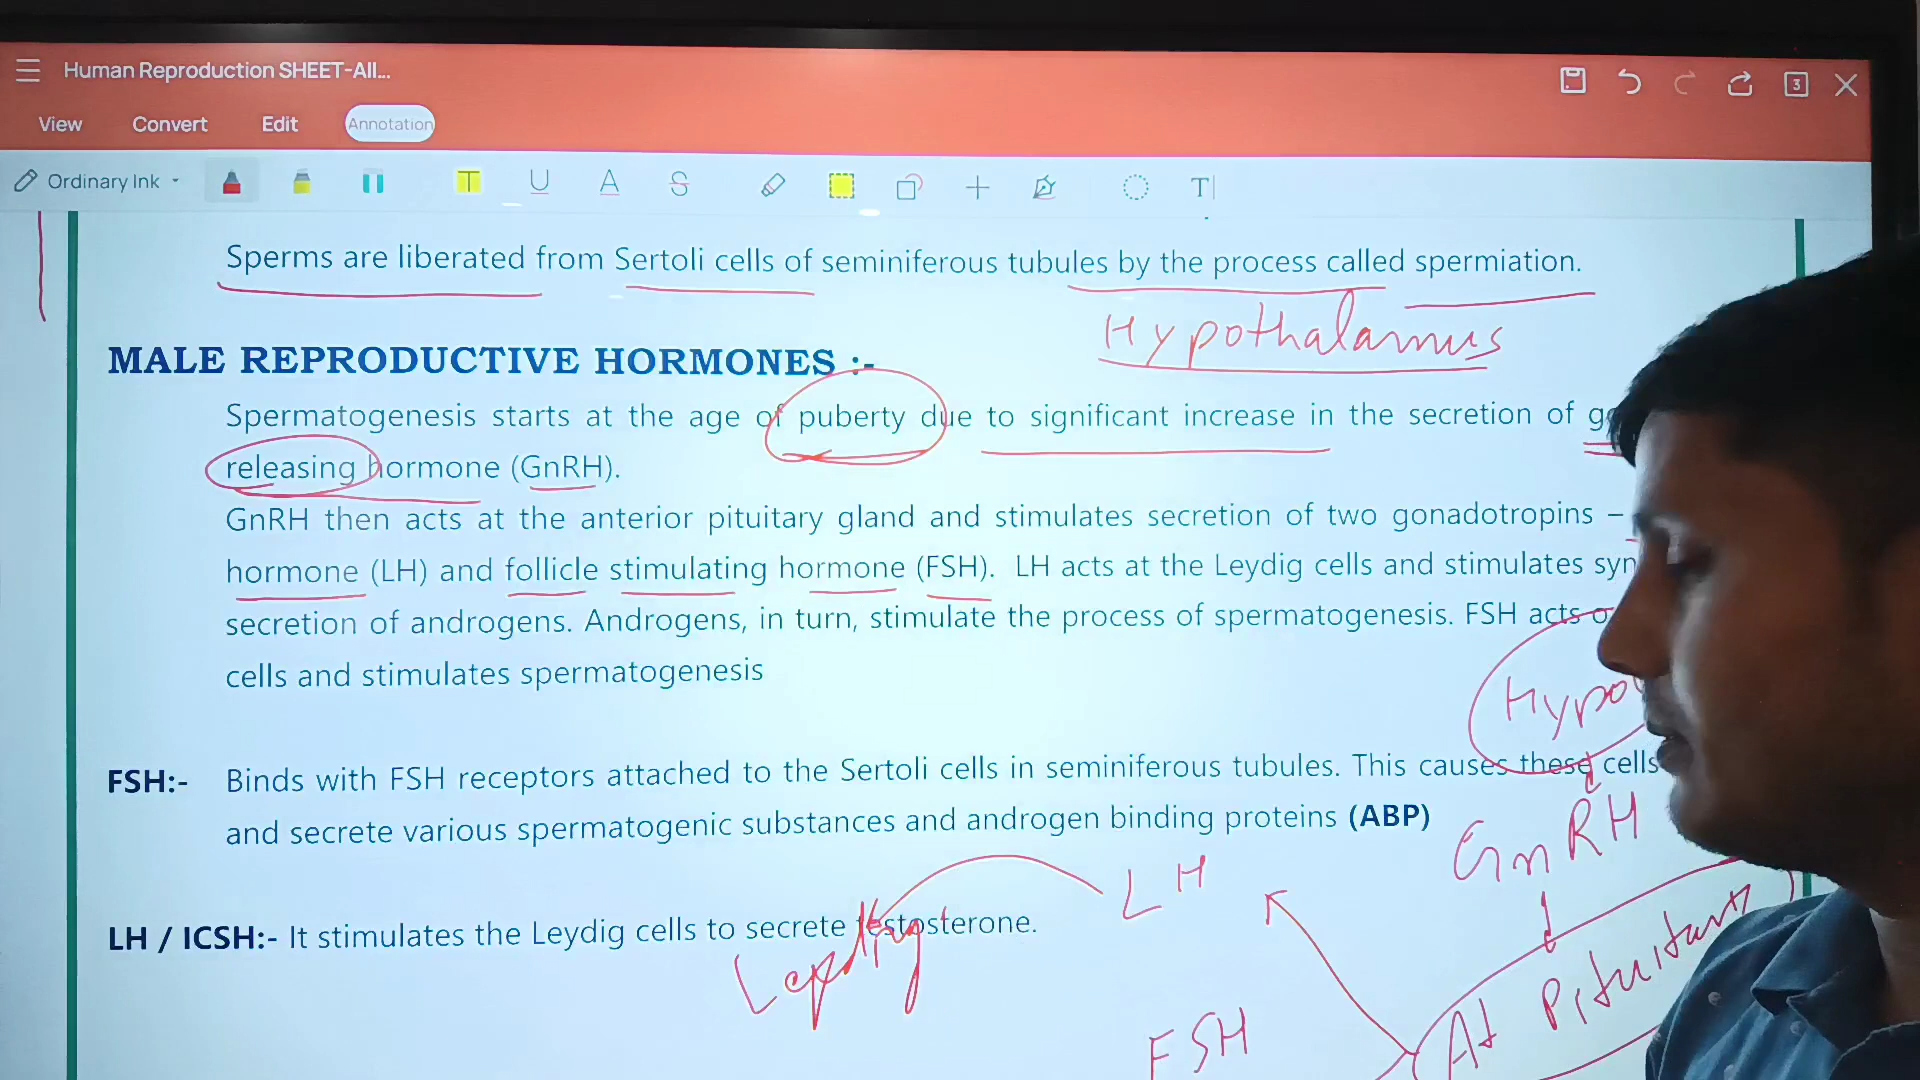 Human Reproduction SHEET-All...
3
View Convert Edit Annotation
Ordinary Ink T U A S T
Sperms are liberated from Sertoli cells of seminiferous tubules by the process called spermiation.
Hypothalamus
MALE REPRODUCTIVE HORMONES :-
Spermatogenesis starts at the age of puberty due to significant increase in the secretion of
releasing hormone (GnRH).
GnRH then acts at the anterior pituitary gland and stimulates secretion of two gonadotropins –
hormone (LH) and follicle stimulating hormone (FSH). LH acts at the Leydig cells and stimulates syn
secretion of androgens. Androgens, in turn, stimulate the process of spermatogenesis. FSH acts o
cells and stimulates spermatogenesis
Hypo
FSH:- Binds with FSH receptors attached to the Sertoli cells in seminiferous tubules. This causes these cells
and secrete various spermatogenic substances and androgen binding proteins (ABP)
GnRH
LH
LH / ICSH:- It stimulates the Leydig cells to secrete testosterone.
Leydig
At Pituitary
FSH